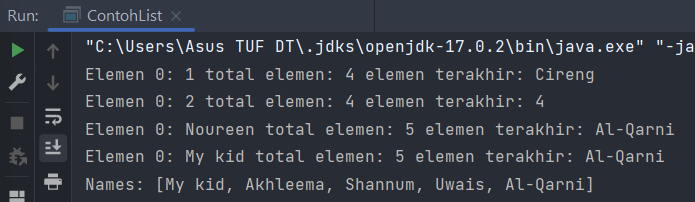 Run: ContohList ×
"C:\Users\Asus TUF DT\.jdks\openjdk-17.0.2\bin\java.exe" "-ja
Elemen 0: 1 total elemen: 4 elemen terakhir: Cireng
Elemen 0: 2 total elemen: 4 elemen terakhir: 4
Elemen 0: Noureen total elemen: 5 elemen terakhir: Al-Qarni
Elemen 0: My kid total elemen: 5 elemen terakhir: Al-Qarni
Names: [My kid, Akhleema, Shannum, Uwais, Al-Qarni]